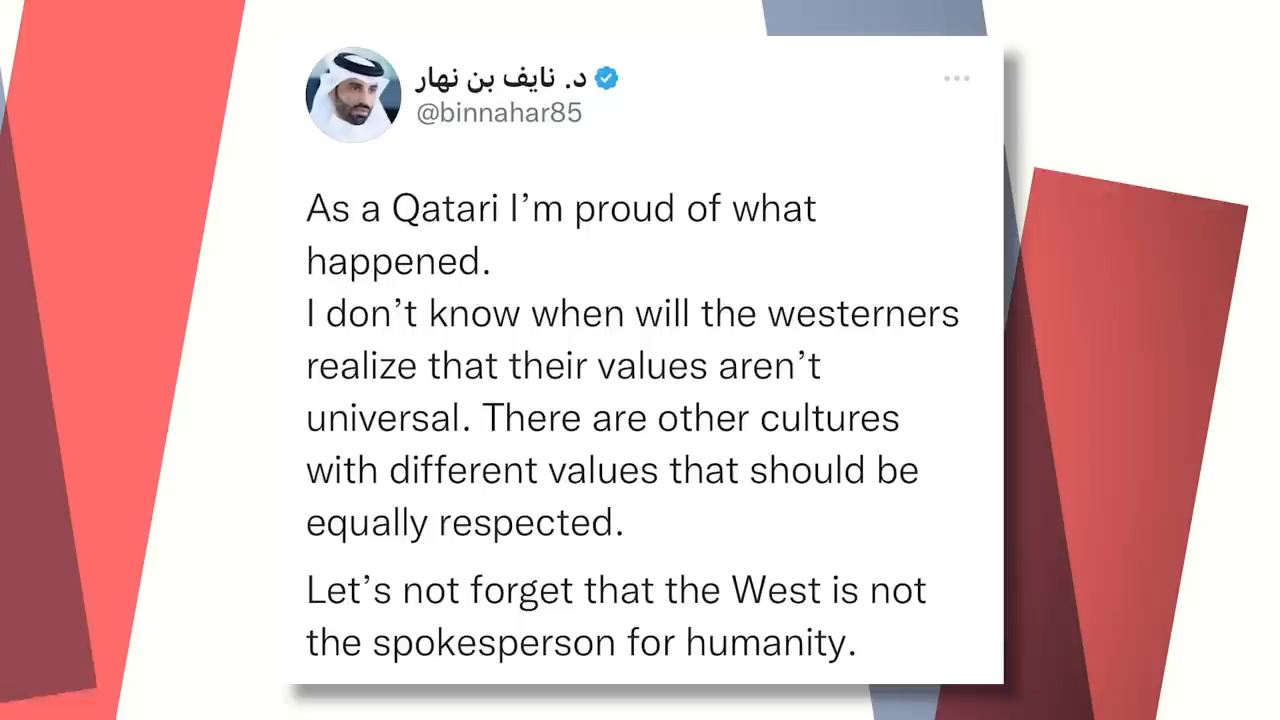 د. نايف بن نهار
@binnahar85
As a Qatari I’m proud of what
happened.
I don’t know when will the westerners
realize that their values aren’t
universal. There are other cultures
with different values that should be
equally respected.
Let’s not forget that the West is not
the spokesperson for humanity.